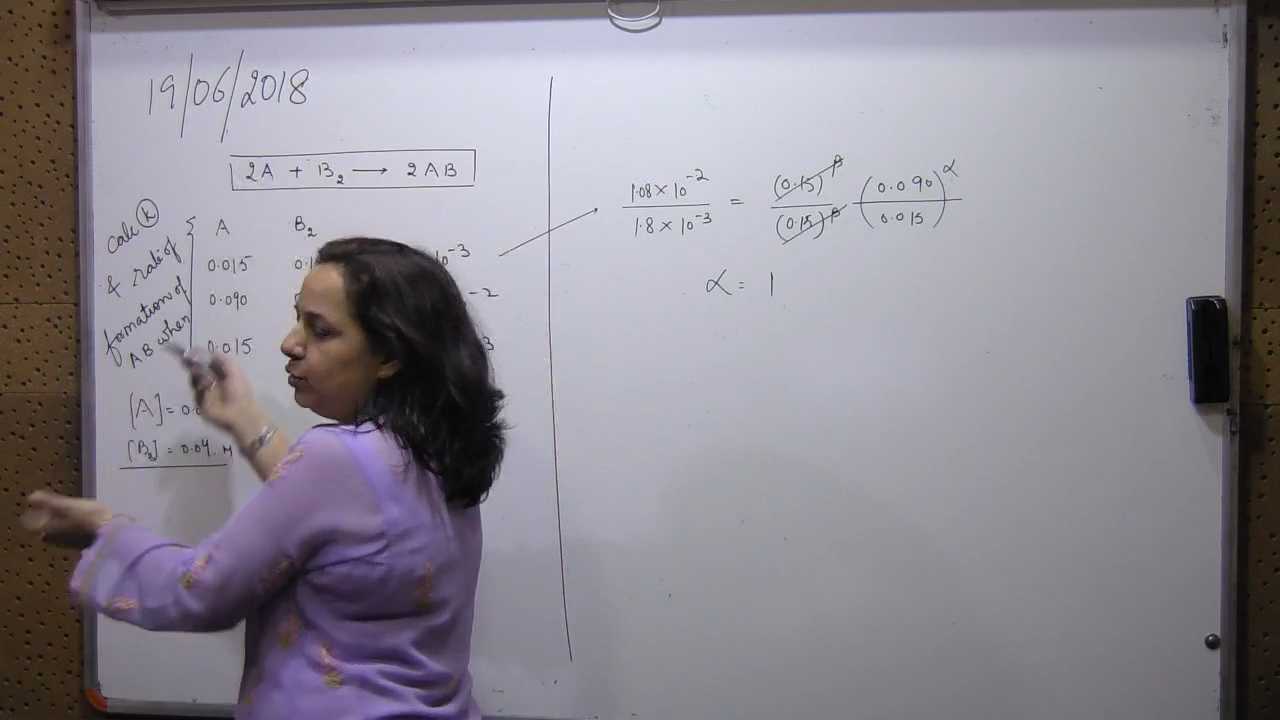 19/06/2018
2A + B₂ ⟶ 2AB
calc (k)
& rate of
formation of
AB when
A B₂
0.015 0.1 0⁻³
0.090 -2
0.015 3
[A] = 0.0
[B₂] = 0.04 M
1.08 × 10⁻² / 1.8 × 10⁻³ = (0.15)^β / (0.15)^β (0.090 / 0.015)^α
α = 1